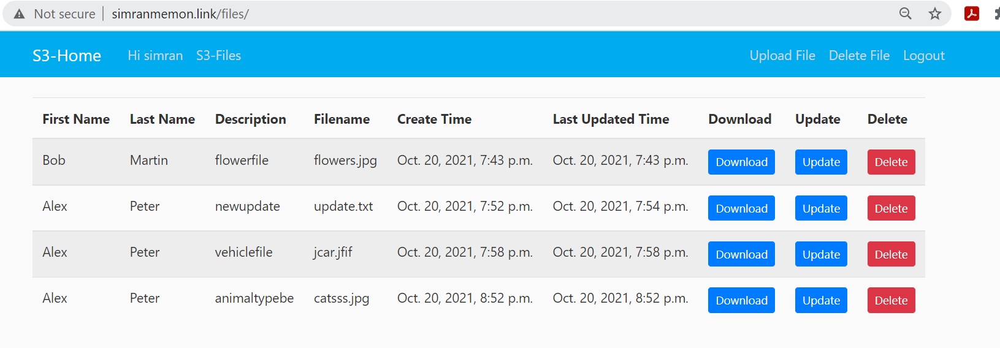 Not secure | simranmemon.link/files/
S3-Home Hi simran S3-Files Upload File Delete File Logout
First Name Last Name Description Filename Create Time Last Updated Time Download Update Delete
Bob Martin flowerfile flowers.jpg Oct. 20, 2021, 7:43 p.m. Oct. 20, 2021, 7:43 p.m. Download Update Delete
Alex Peter newupdate update.txt Oct. 20, 2021, 7:52 p.m. Oct. 20, 2021, 7:54 p.m. Download Update Delete
Alex Peter vehiclefile jcar.jfif Oct. 20, 2021, 7:58 p.m. Oct. 20, 2021, 7:58 p.m. Download Update Delete
Alex Peter animaltypebe catsss.jpg Oct. 20, 2021, 8:52 p.m. Oct. 20, 2021, 8:52 p.m. Download Update Delete